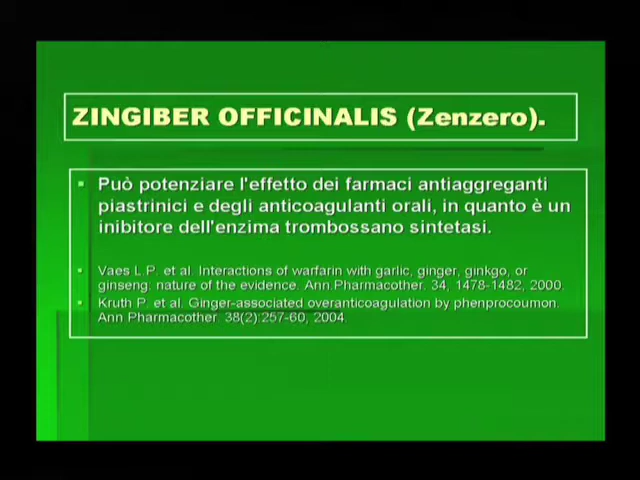 ZINGIBER OFFICINALIS (Zenzero).
Può potenziare l'effetto dei farmaci antiaggreganti
piastrinici e degli anticoagulanti orali, in quanto è un
inibitore dell'enzima trombossano sintetasi.
Vaes L.P. et al. Interactions of warfarin with garlic, ginger, ginkgo, or
ginseng: nature of the evidence. Ann.Pharmacother. 34, 1478-1482, 2000.
Kruth P. et al. Ginger-associated overanticoagulation by phenprocoumon.
Ann Pharmacother. 38(2):257-60, 2004.